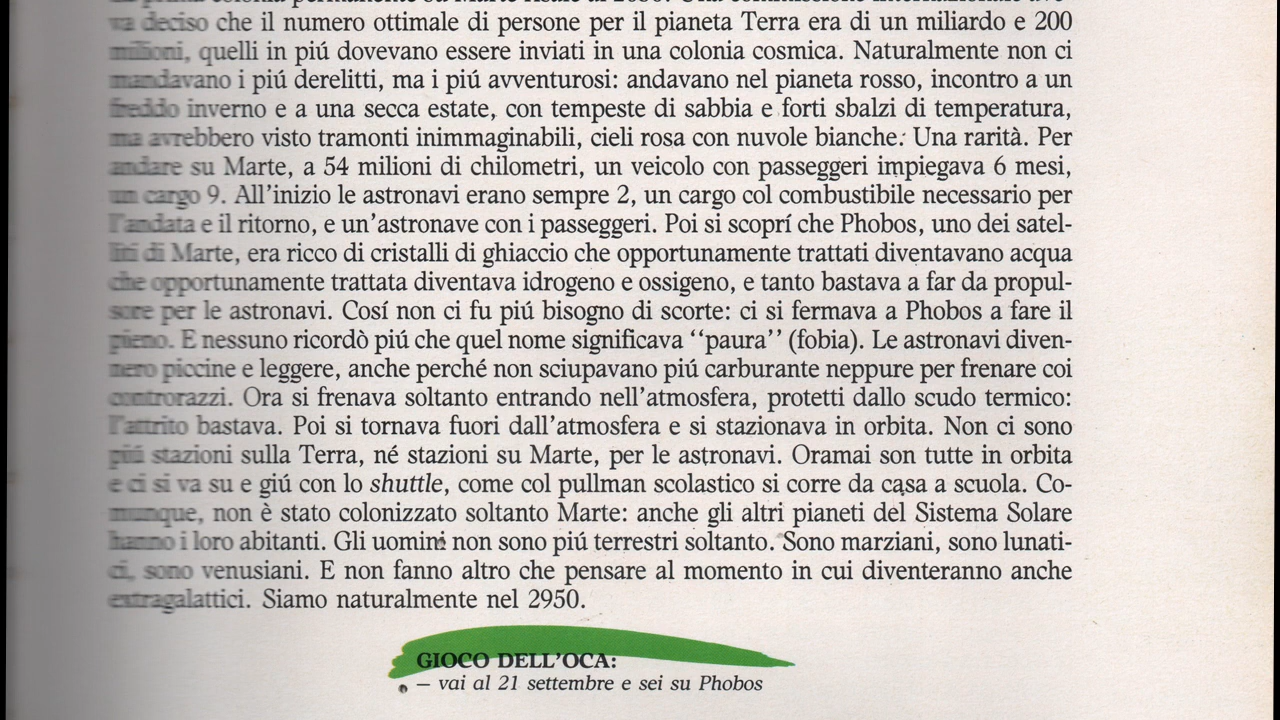 va deciso che il numero ottimale di persone per il pianeta Terra era di un miliardo e 200
milioni, quelli in piú dovevano essere inviati in una colonia cosmica. Naturalmente non ci
mandavano i piú derelitti, ma i piú avventurosi: andavano nel pianeta rosso, incontro a un
freddo inverno e a una secca estate, con tempeste di sabbia e forti sbalzi di temperatura,
ma avrebbero visto tramonti inimmaginabili, cieli rosa con nuvole bianche. Una rarità. Per
andare su Marte, a 54 milioni di chilometri, un veicolo con passeggeri impiegava 6 mesi,
un cargo 9. All'inizio le astronavi erano sempre 2, un cargo col combustibile necessario per
l'andata e il ritorno, e un'astronave con i passeggeri. Poi si scoprí che Phobos, uno dei satel-
liti di Marte, era ricco di cristalli di ghiaccio che opportunamente trattati diventavano acqua
che opportunamente trattata diventava idrogeno e ossigeno, e tanto bastava a far da propul-
sore per le astronavi. Cosí non ci fu piú bisogno di scorte: ci si fermava a Phobos a fare il
pieno. E nessuno ricordò piú che quel nome significava "paura" (fobia). Le astronavi diven-
nero piccine e leggere, anche perché non sciupavano piú carburante neppure per frenare coi
controrazzi. Ora si frenava soltanto entrando nell'atmosfera, protetti dallo scudo termico:
l'attrito bastava. Poi si tornava fuori dall'atmosfera e si stazionava in orbita. Non ci sono
piú stazioni sulla Terra, né stazioni su Marte, per le astronavi. Oramai son tutte in orbita
e ci si va su e giú con lo shuttle, come col pullman scolastico si corre da casa a scuola. Co-
munque, non è stato colonizzato soltanto Marte: anche gli altri pianeti del Sistema Solare
hanno i loro abitanti. Gli uomini non sono piú terrestri soltanto. Sono marziani, sono lunati-
ci, sono venusiani. E non fanno altro che pensare al momento in cui diventeranno anche
extragalattici. Siamo naturalmente nel 2950.
GIOCO DELL'OCA:
– vai al 21 settembre e sei su Phobos